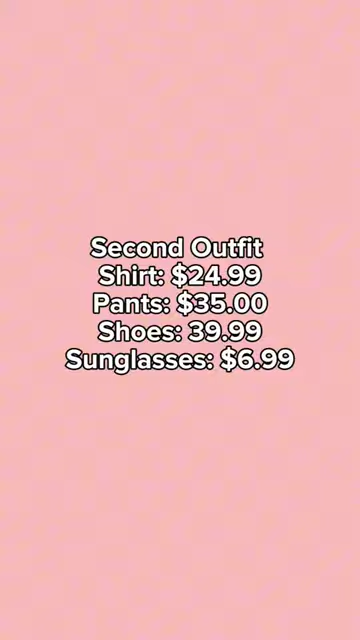 Second Outfit
Shirt: $24.99
Pants: $35.00
Shoes: 39.99
Sunglasses: $6.99